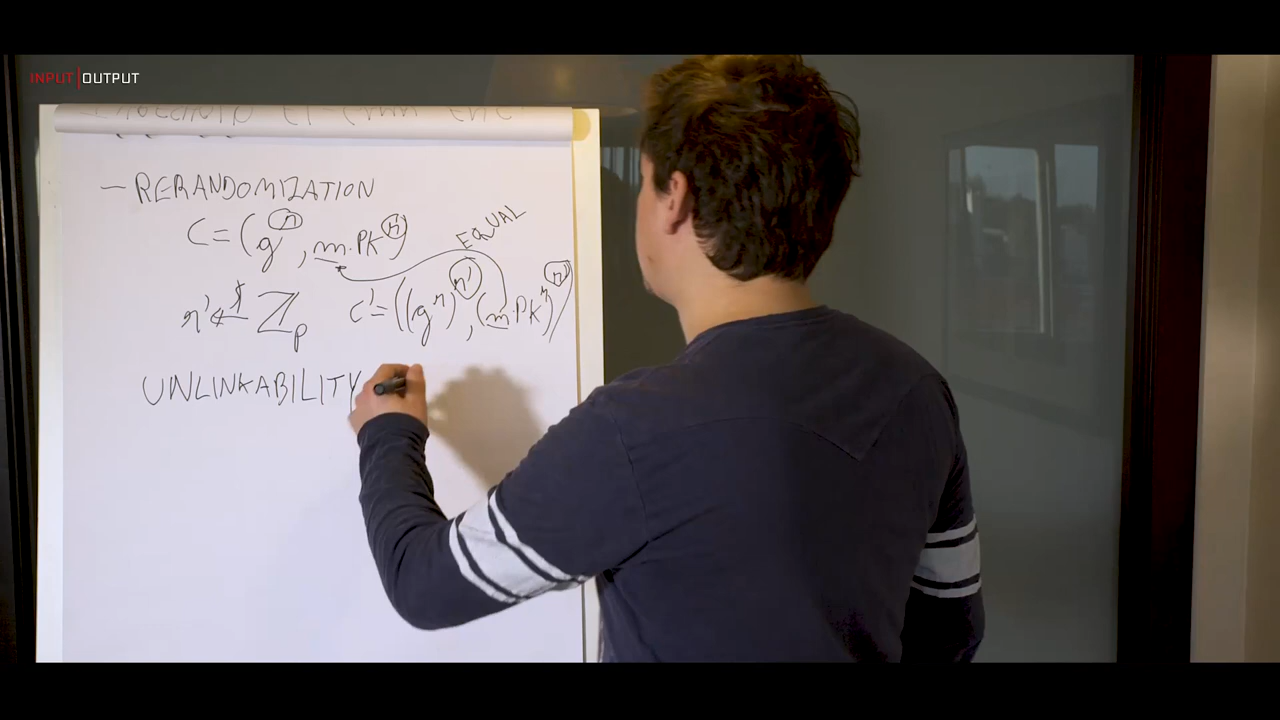 INPUT|OUTPUT
— RERANDOMIZATION
C = (g^r, m·PK^r)
EQUAL
r' ←$ Z_p C' = ((g^r)^r', (m·PK^r)^r')
UNLINKABILITY